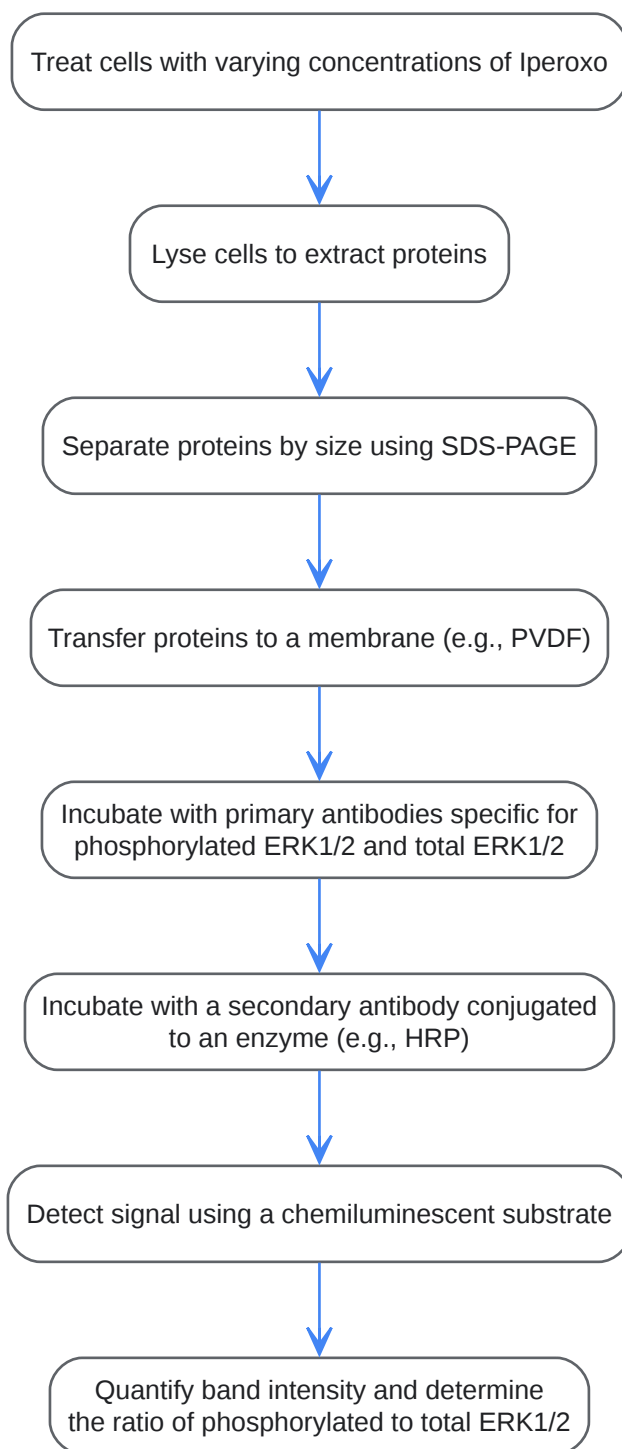 Treat cells with varying concentrations of Iperoxo
Lyse cells to extract proteins
Separate proteins by size using SDS-PAGE
Transfer proteins to a membrane (e.g., PVDF)
Incubate with primary antibodies specific for
phosphorylated ERK1/2 and total ERK1/2
Incubate with a secondary antibody conjugated
to an enzyme (e.g., HRP)
Detect signal using a chemiluminescent substrate
Quantify band intensity and determine
the ratio of phosphorylated to total ERK1/2